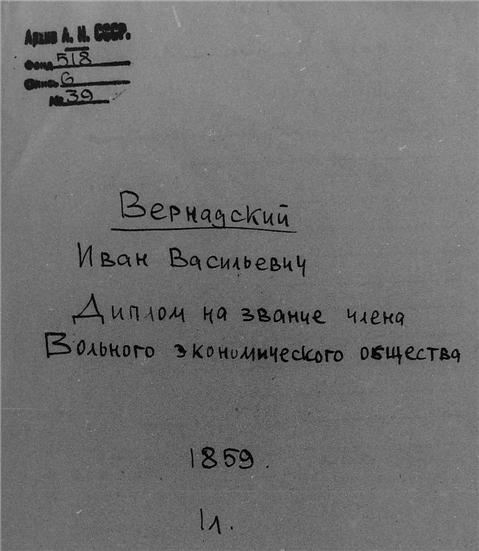 Архив А. Н. СССР.
Фонд 518
Опись 6
№ 39
Вернадский
Иван Васильевич
Диплом на звание члена
Вольного экономического общества
1859.
1л.